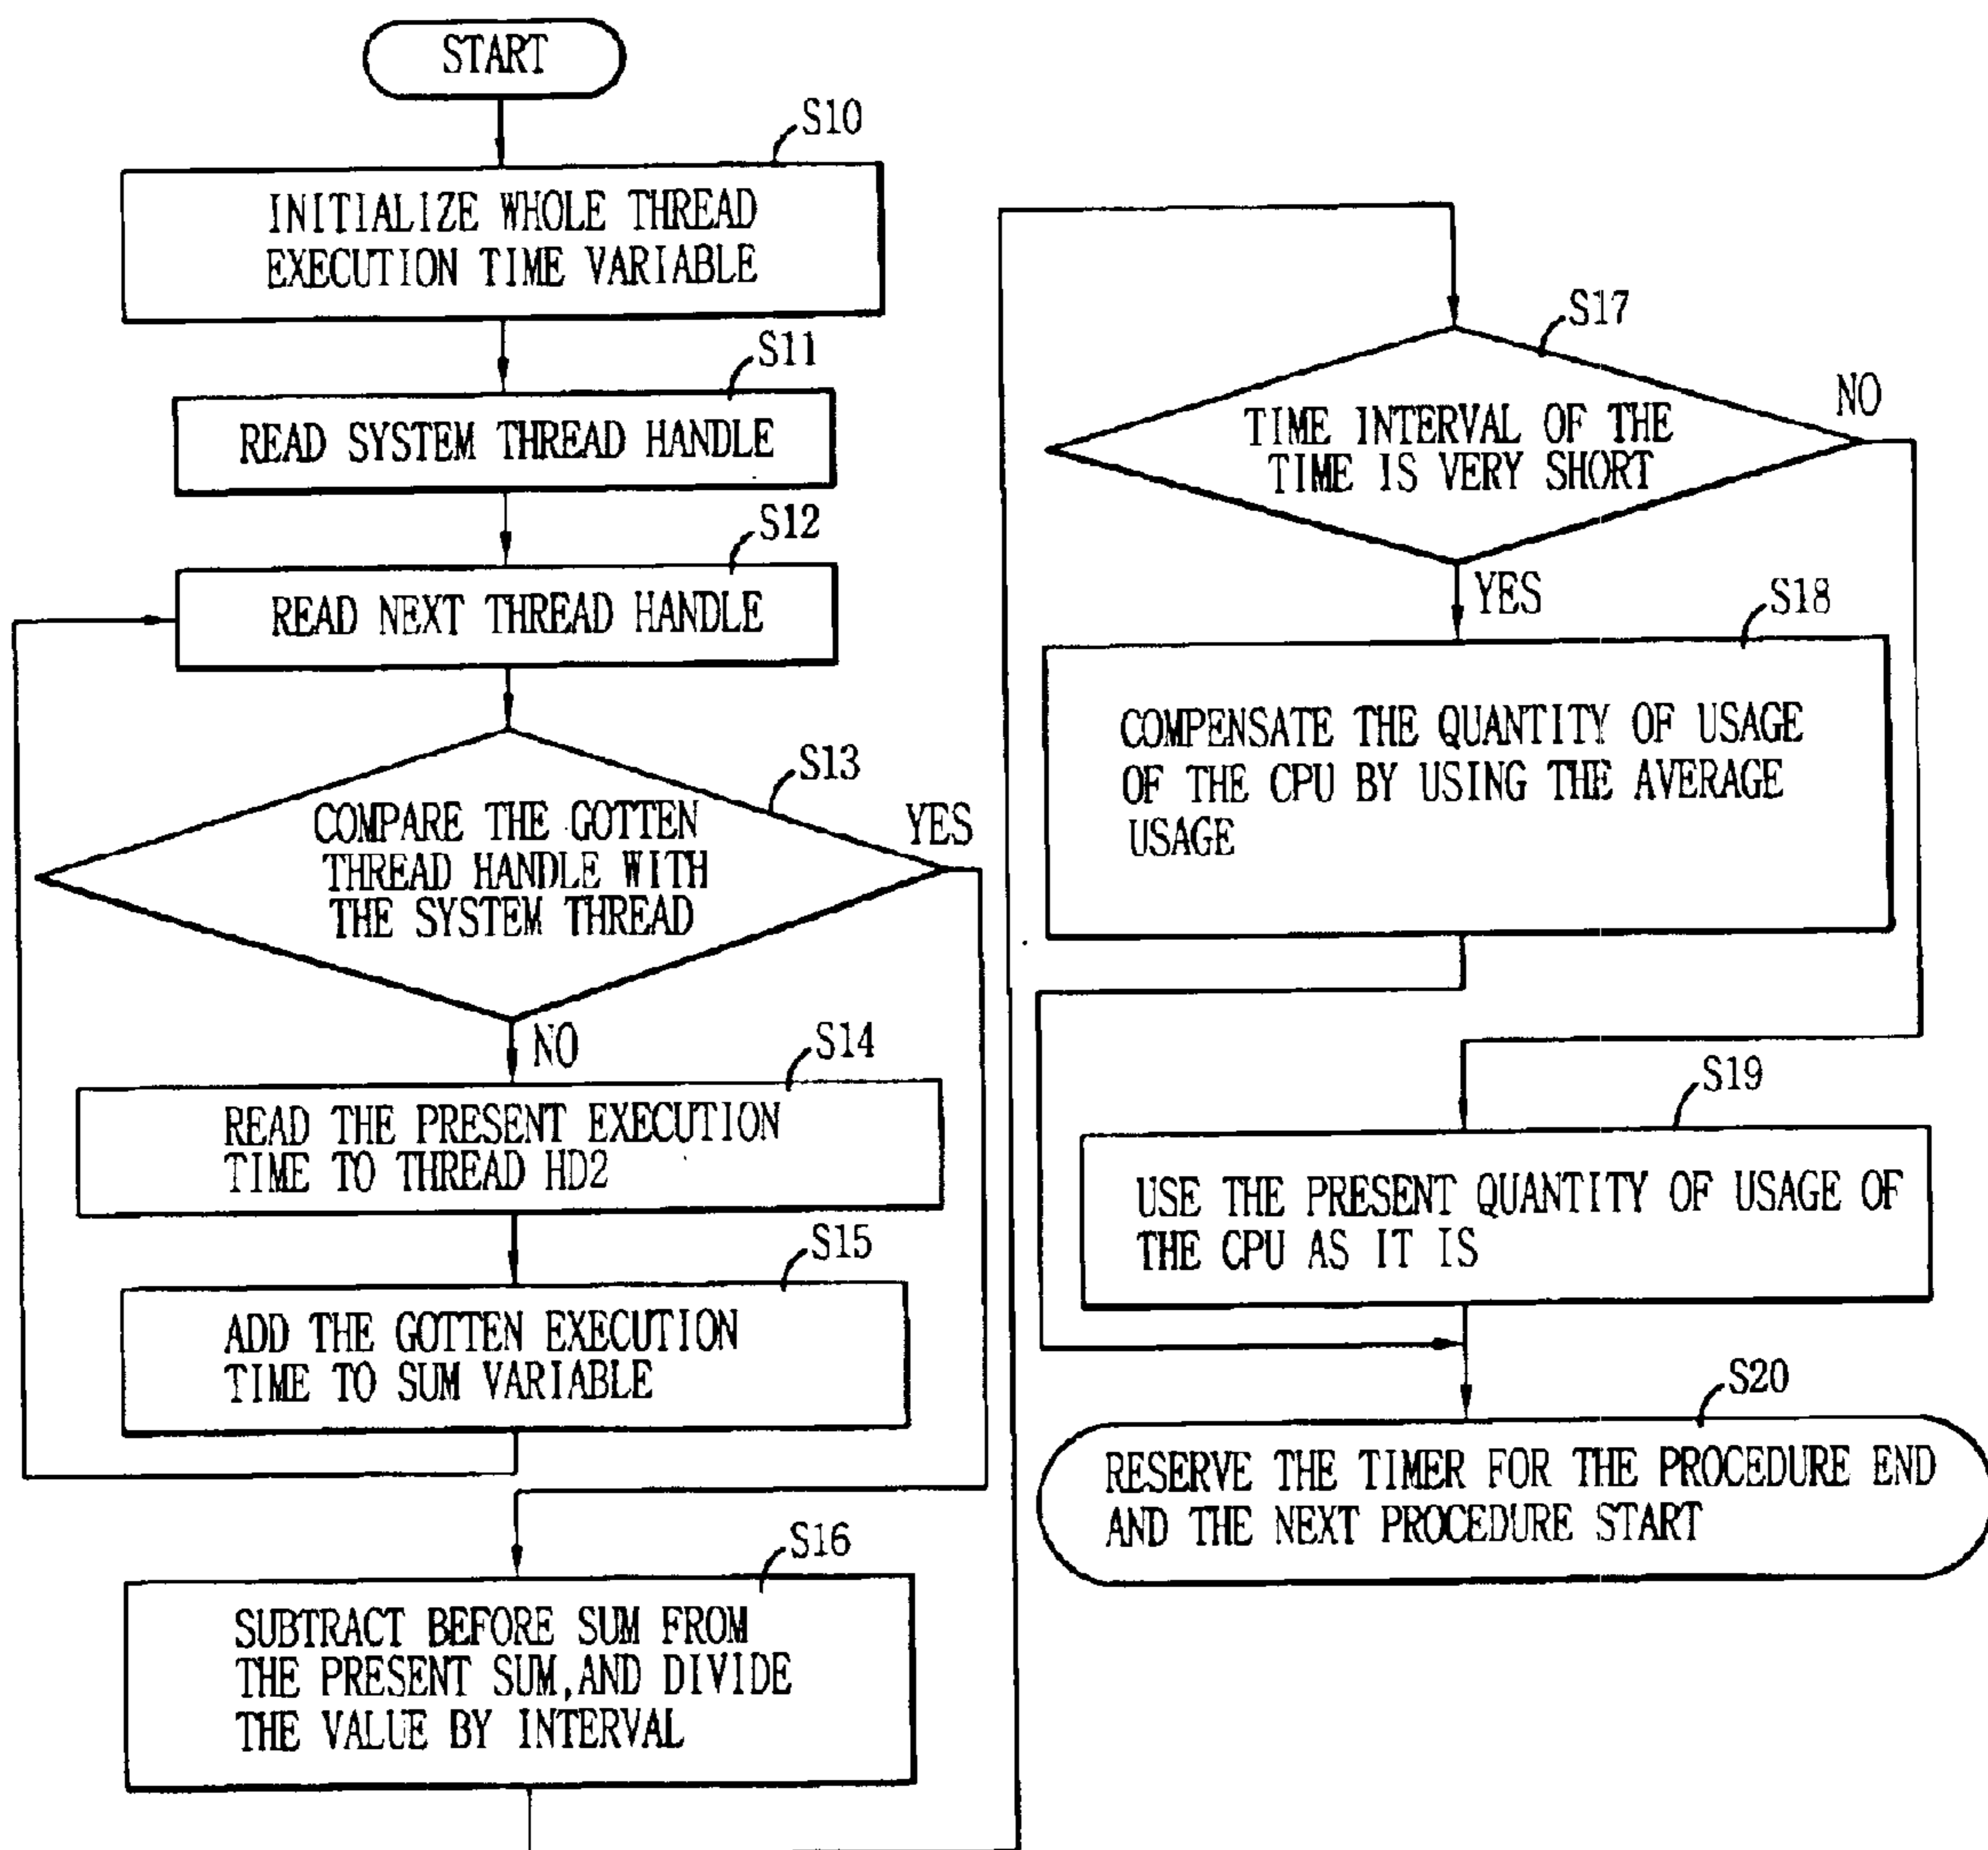 START
S10
INITIALIZE WHOLE THREAD
EXECUTION TIME VARIABLE
S11
READ SYSTEM THREAD HANDLE
S12
READ NEXT THREAD HANDLE
S13
COMPARE THE GOTTEN
THREAD HANDLE WITH
THE SYSTEM THREAD
YES
NO
S14
READ THE PRESENT EXECUTION
TIME TO THREAD HD2
S15
ADD THE GOTTEN EXECUTION
TIME TO SUM VARIABLE
S16
SUBTRACT BEFORE SUM FROM
THE PRESENT SUM,AND DIVIDE
THE VALUE BY INTERVAL
S17
TIME INTERVAL OF THE
TIME IS VERY SHORT
NO
YES
S18
COMPENSATE THE QUANTITY OF USAGE
OF THE CPU BY USING THE AVERAGE
USAGE
S19
USE THE PRESENT QUANTITY OF USAGE OF
THE CPU AS IT IS
S20
RESERVE THE TIMER FOR THE PROCEDURE END
AND THE NEXT PROCEDURE START